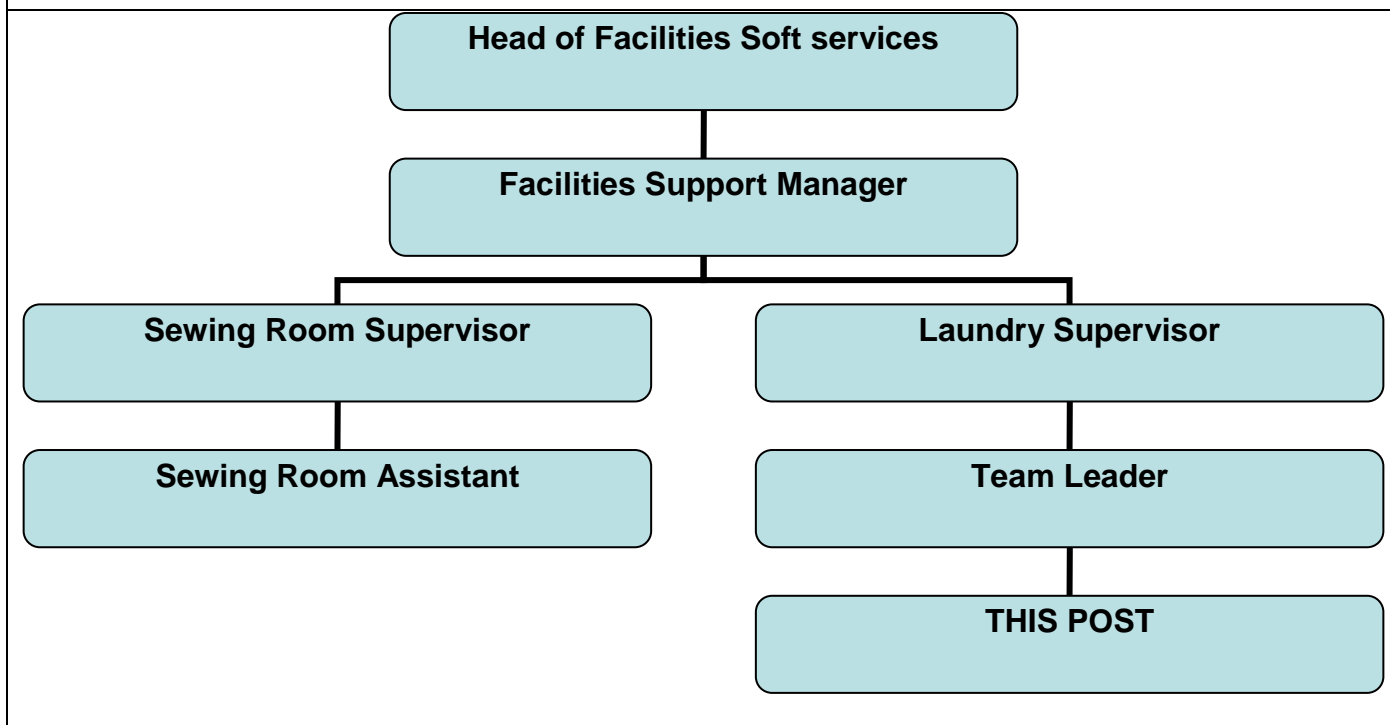 Head of Facilities Soft services
Facilities Support Manager
Sewing Room Supervisor
Laundry Supervisor
Sewing Room Assistant
Team Leader
THIS POST